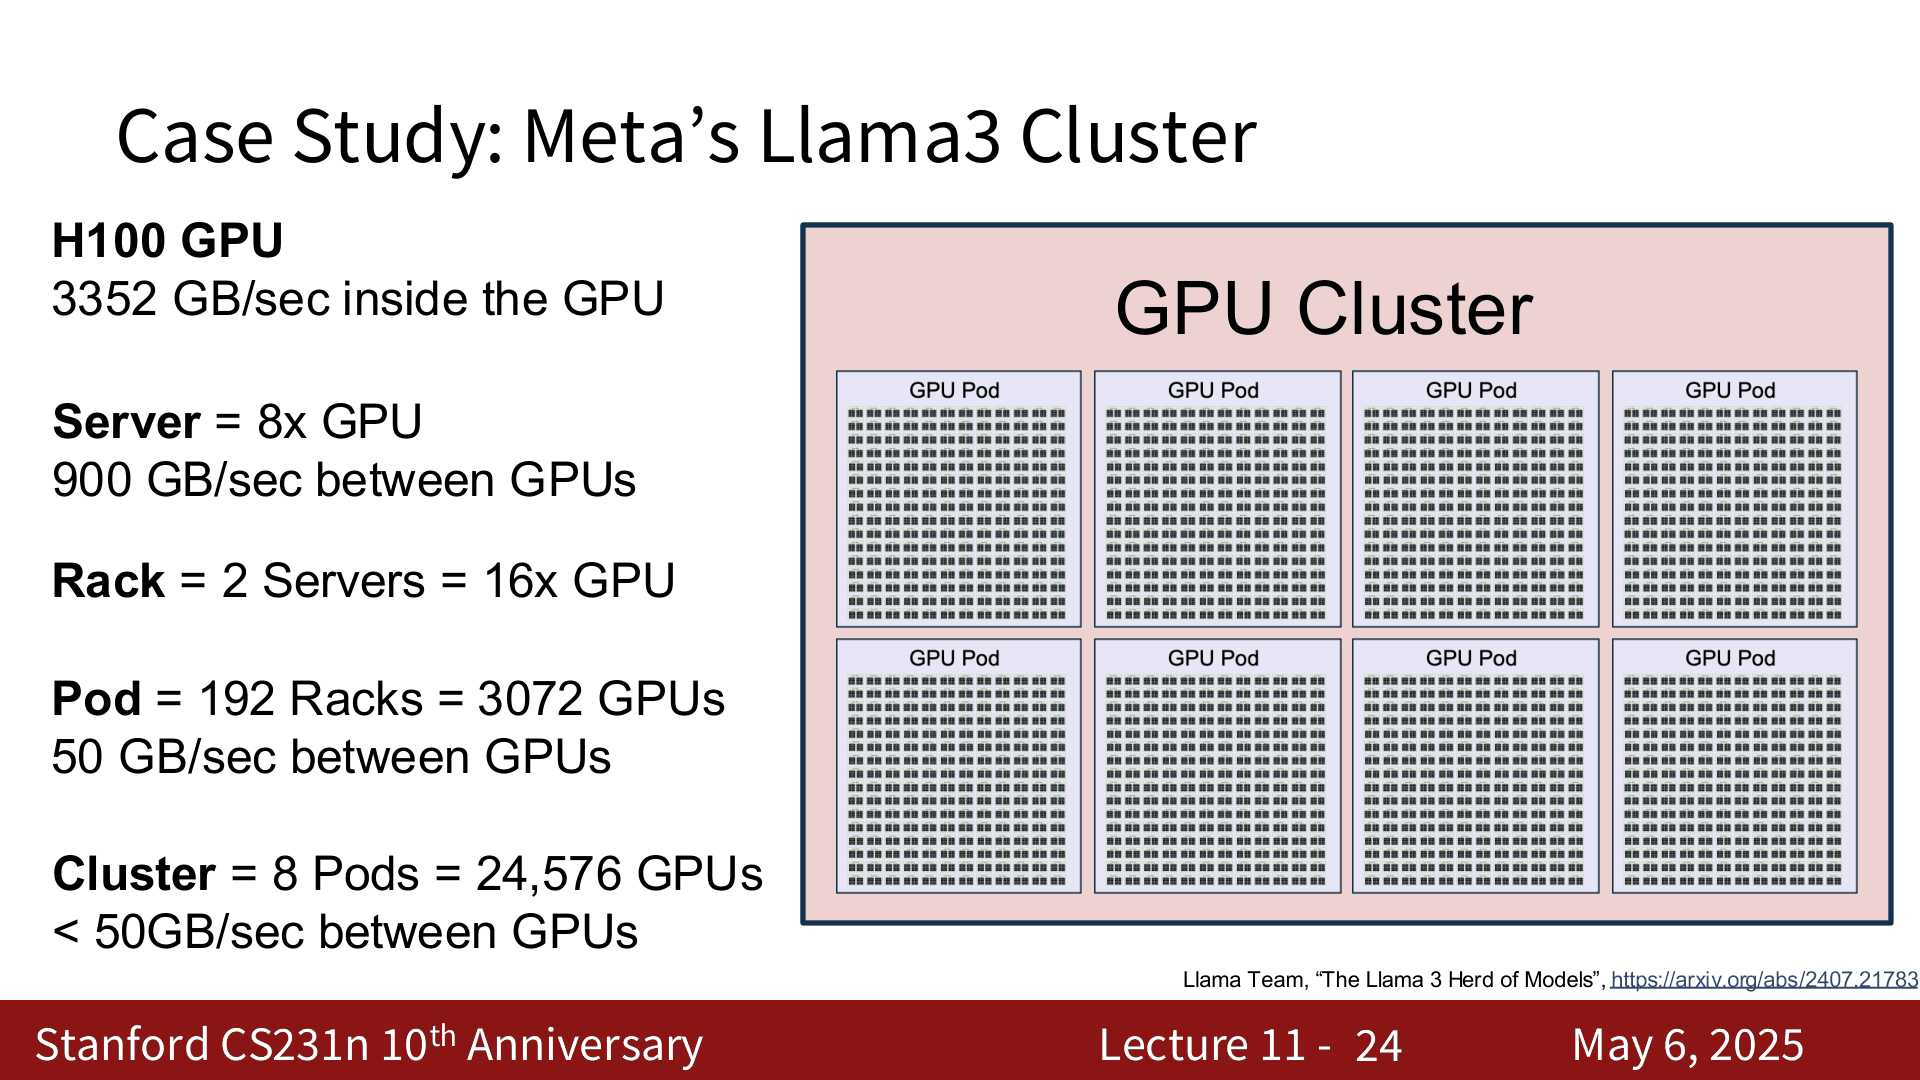 Case Study: Meta’s Llama3 Cluster
H100 GPU
3352 GB/sec inside the GPU
Server = 8x GPU
900 GB/sec between GPUs
Rack = 2 Servers = 16x GPU
Pod = 192 Racks = 3072 GPUs
50 GB/sec between GPUs
Cluster = 8 Pods = 24,576 GPUs
< 50GB/sec between GPUs
GPU Cluster
GPU Pod
GPU Pod
GPU Pod
GPU Pod
GPU Pod
GPU Pod
GPU Pod
GPU Pod
Llama Team, “The Llama 3 Herd of Models”, https://arxiv.org/abs/2407.21783
Stanford CS231n 10th Anniversary
Lecture 11 - 24
May 6, 2025